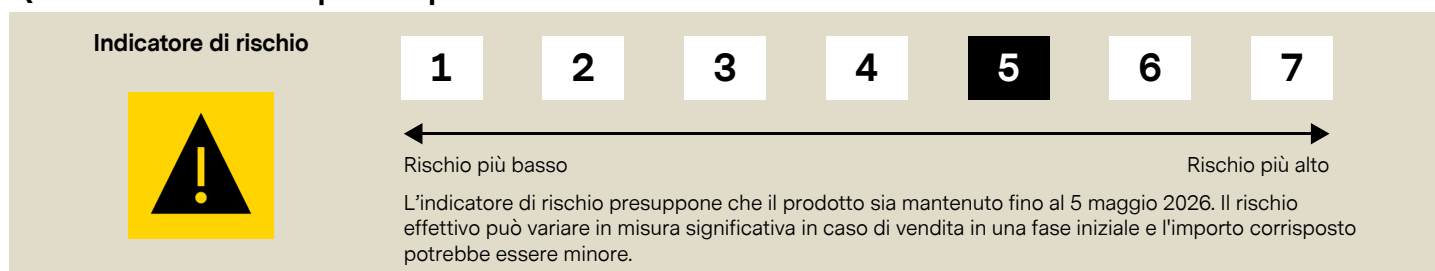 Indicatore di rischio
1 2 3 4 5 6 7
Rischio più basso Rischio più alto
L'indicatore di rischio presuppone che il prodotto sia mantenuto fino al 5 maggio 2026. Il rischio
effettivo può variare in misura significativa in caso di vendita in una fase iniziale e l'importo corrisposto
potrebbe essere minore.